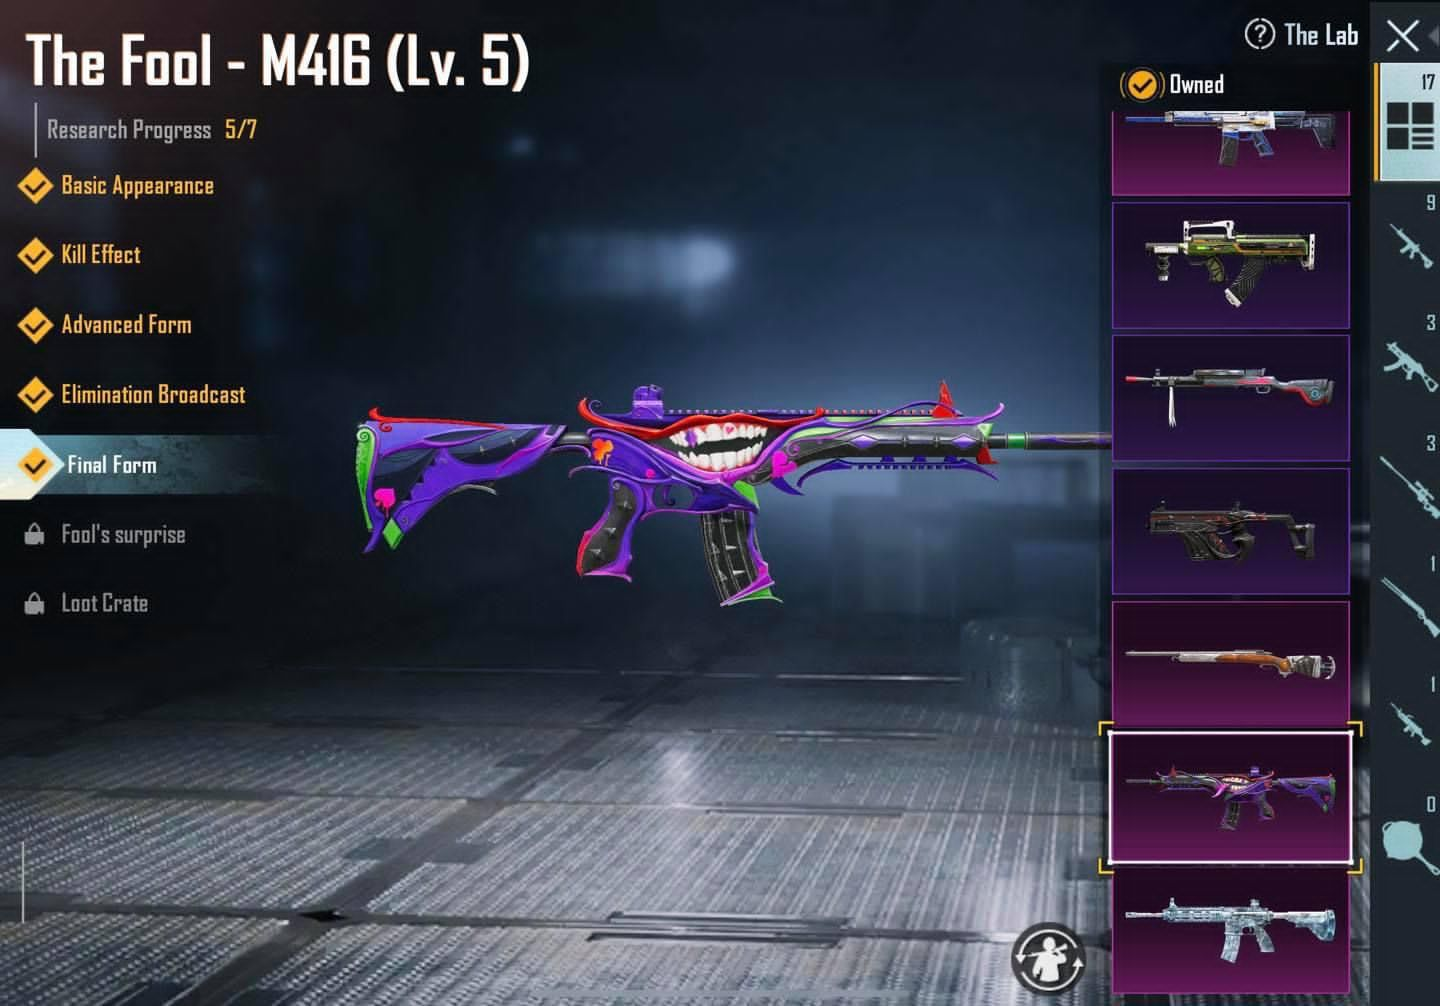 The Fool - M416 (Lv. 5)
Research Progress 5/7
Basic Appearance
Kill Effect
Advanced Form
Elimination Broadcast
Final Form
Fool's surprise
Loot Crate
? The Lab
Owned
17
9
3
3
1
1
0